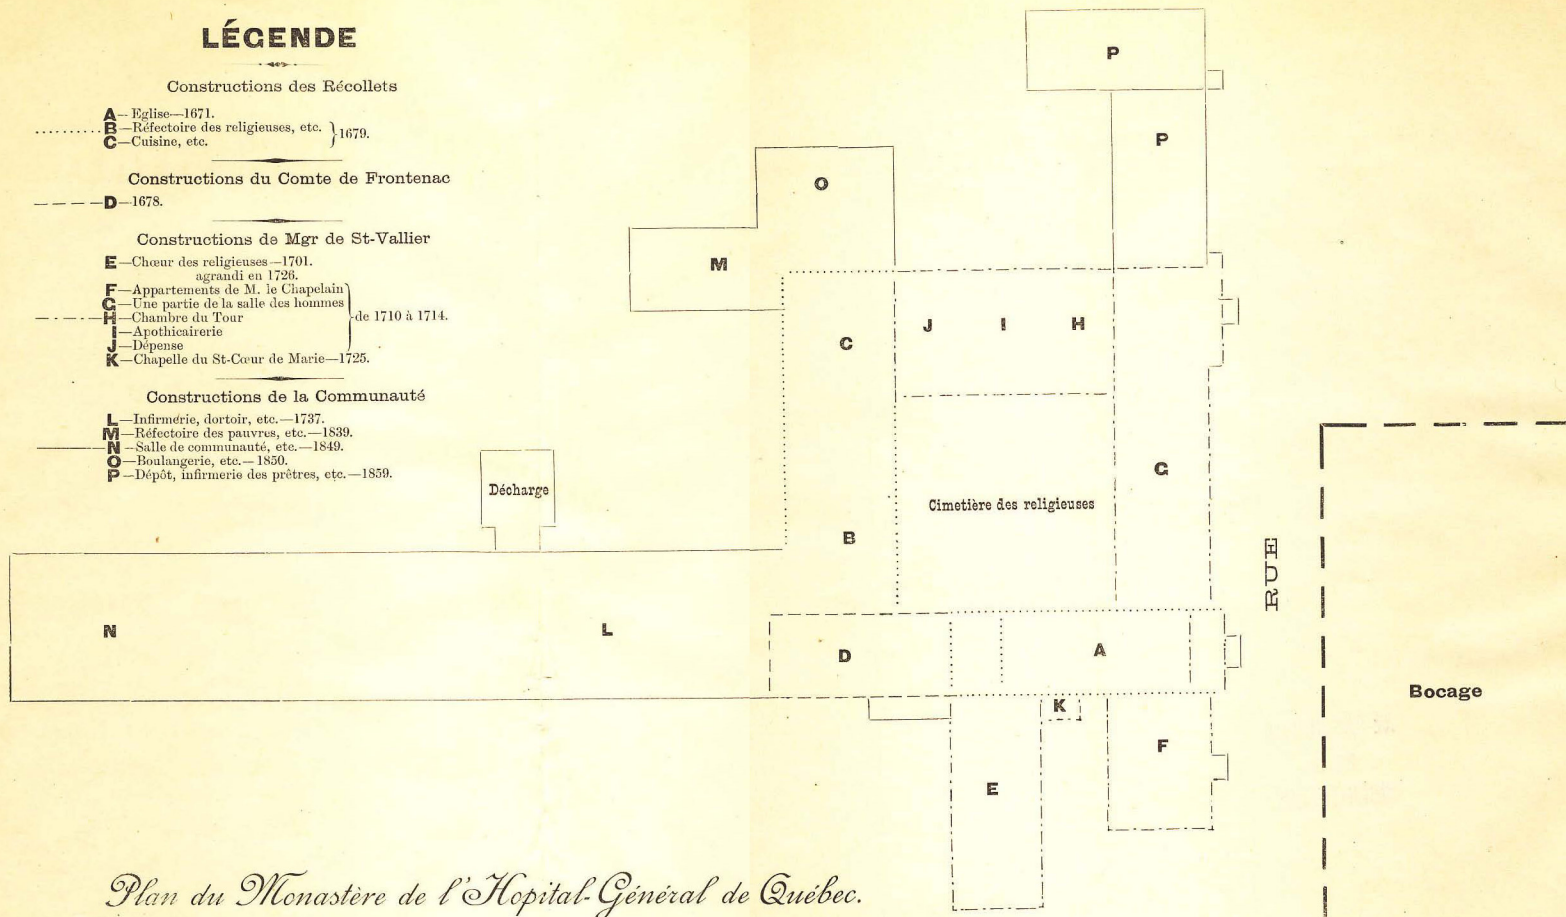 LÉGENDE
Constructions des Récollets
A—Eglise—1671.
B—Réfectoire des religieuses, etc. } 1679.
C—Cuisine, etc.
Constructions du Comte de Frontenac
D—1678.
Constructions de Mgr de St-Vallier
E—Chœur des religieuses—1701.
agrandi en 1726.
F—Appartements de M. le Chapelain
G—Une partie de la salle des hommes
H—Chambre du Tour } de 1710 à 1714.
I—Apothicairerie
J—Dépense
K—Chapelle du St-Cœur de Marie—1725.
Constructions de la Communauté
L—Infirmérie, dortoir, etc.—1737.
M—Réfectoire des pauvres, etc.—1839.
N—Salle de communauté, etc.—1849.
O—Boulangerie, etc.—1850.
P—Dépôt, infirmerie des prêtres, etc.—1859.
P
P
O
M
J I H
C
G
Décharge
Cimetière des religieuses
B
RUE
N
L
D
A
Bocage
K
F
E
Plan du Monastère de l'Hopital-Général de Québec.